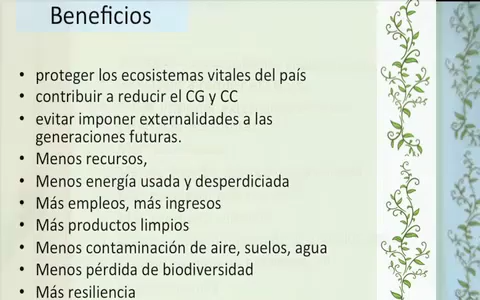 Beneficios
• proteger los ecosistemas vitales del país
• contribuir a reducir el CG y CC
• evitar imponer externalidades a las
generaciones futuras.
• Menos recursos,
• Menos energía usada y desperdiciada
• Más empleos, más ingresos
• Más productos limpios
• Menos contaminación de aire, suelos, agua
• Menos pérdida de biodiversidad
• Más resiliencia